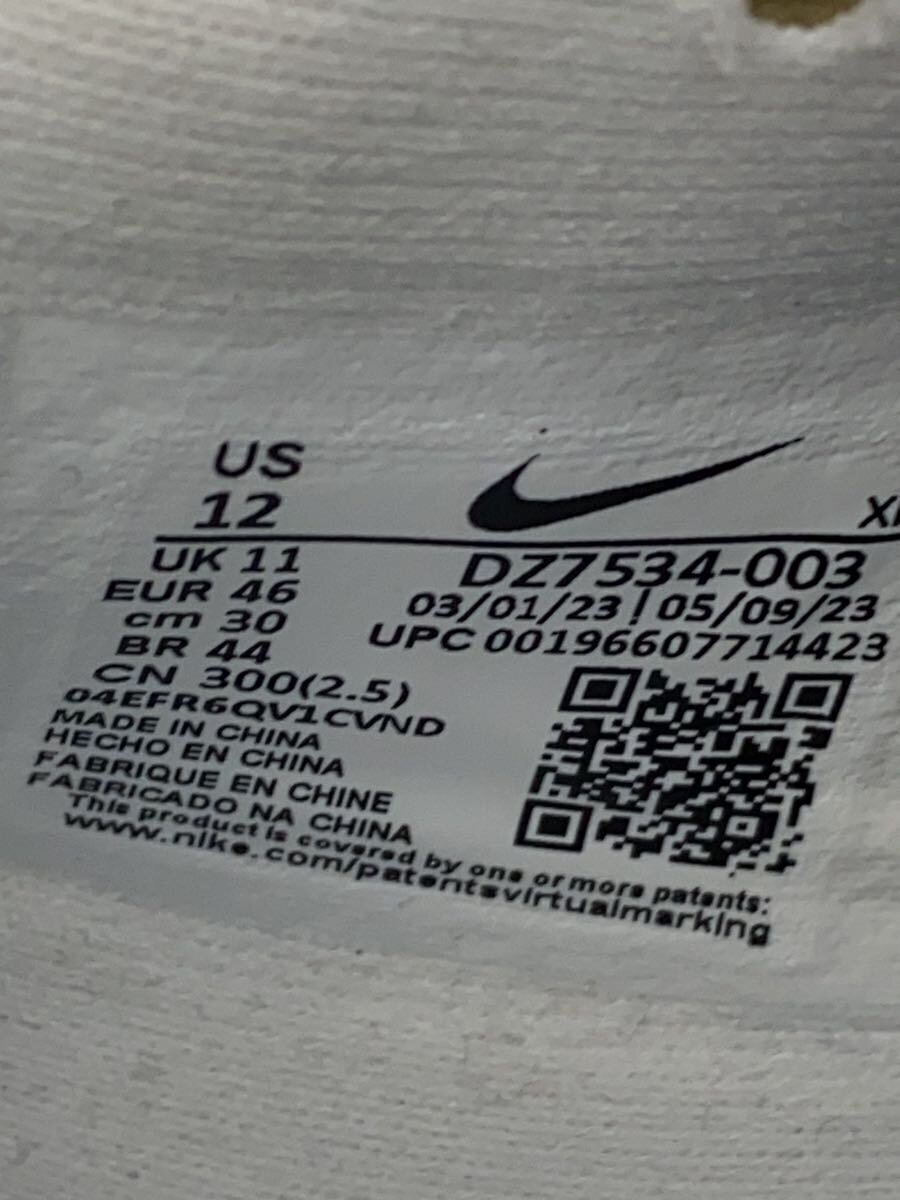 US
12
UK 11
EUR 46
cm 30
BR 44
CN 300(2.5)
04EFR6QV1CVND
MADE IN CHINA
HECHO EN CHINA
FABRIQUE EN CHINE
FABRICADO NA CHINA
This product is covered by one or more patents:
www.nike.com/patentsvirtualmarking
DZ7534-003
03/01/23 | 05/09/23
UPC 00196607714423